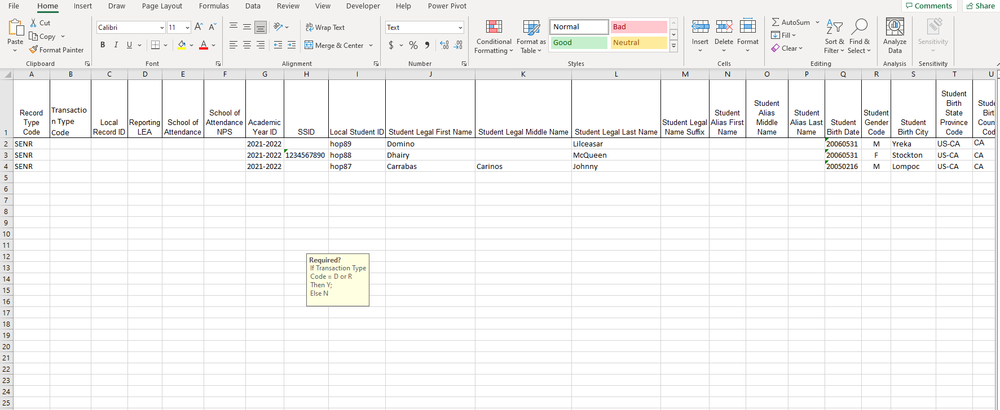 File Home Insert Draw Page Layout Formulas Data Review View Developer Help Power Pivot Comments Share
Cut
Copy
Format Painter
Paste
Clipboard
Calibri 11
B I U
Font
Wrap Text
Merge & Center
Alignment
Text
$ % 9
Number
Conditional
Formatting
Format as
Table
Normal Bad
Good Neutral
Styles
Insert Delete Format
Cells
AutoSum
Fill
Clear
Sort &
Filter
Find &
Select
Editing
Analyze
Data
Analysis
Sensitivity
Sensitivity
A B C D E F G H I J K L M N O P Q R S T U
1
Record
Type
Code
Transactio
n Type
Code
Local
Record ID
Reporting
LEA
School of
Attendance
School of
Attendance
NPS
Academic
Year ID
SSID
Local Student ID
Student Legal First Name
Student Legal Middle Name
Student Legal Last Name
Student Legal
Name Suffix
Student
Alias First
Name
Student
Alias
Middle
Name
Student
Alias Last
Name
Student
Birth Date
Student
Gender
Code
Student
Birth City
Student
Birth
State
Province
Code
Stude
Birt
Coun
Cod
2 SENR 2021-2022 hop89 Domino Lilceasar 20060531 M Yreka US-CA CA
3 SENR 2021-2022 1234567890 hop88 Dhairy McQueen 20060531 F Stockton US-CA CA
4 SENR 2021-2022 hop87 Carrabas Carinos Johnny 20050216 M Lompoc US-CA CA
5
6
7
8
9
10
11
12
13
14
15
16
17
18
19
20
21
22
23
24
25
Required?
If Transaction Type
Code = D or R
Then Y;
Else N